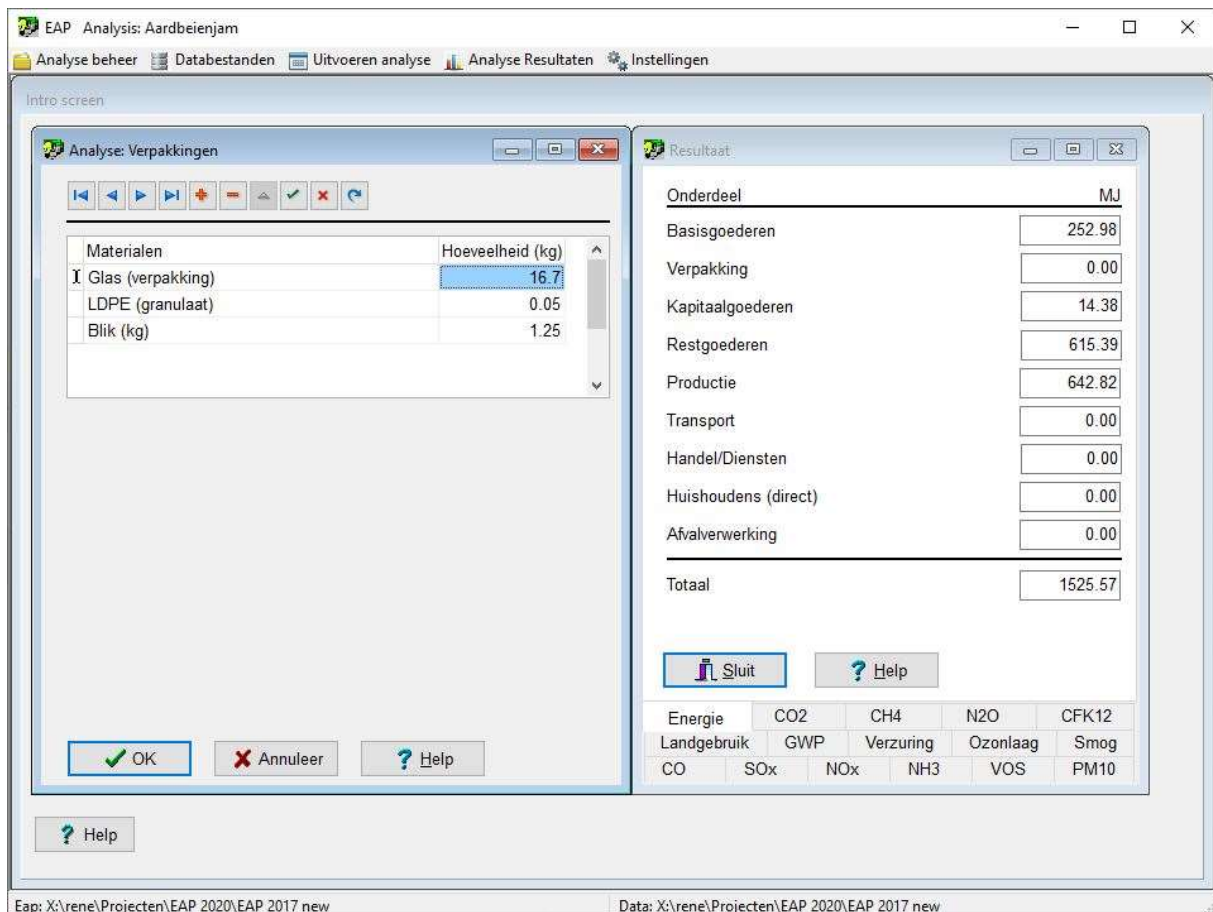 EAP Analysis: Aardbeienjam
Analyse beheer Databestanden Uitvoeren analyse Analyse Resultaten Instellingen
Intro screen
Analyse: Verpakkingen
Materialen Hoeveelheid (kg)
Glas (verpakking) 16.7
LDPE (granulaat) 0.05
Blik (kg) 1.25
OK Annuleer Help
Resultaat
Onderdeel MJ
Basisgoederen 252.98
Verpakking 0.00
Kapitaalgoederen 14.38
Restgoederen 615.39
Productie 642.82
Transport 0.00
Handel/Diensten 0.00
Huishoudens (direct) 0.00
Afvalverwerking 0.00
Totaal 1525.57
Sluit Help
Energie CO2 CH4 N2O CFK12
Landgebruik GWP Verzuring Ozonlaag Smog
CO SOx NOx NH3 VOS PM10
Help
Eap: X:\rene\Projecten\EAP 2020\EAP 2017 new Data: X:\rene\Projecten\EAP 2020\EAP 2017 new